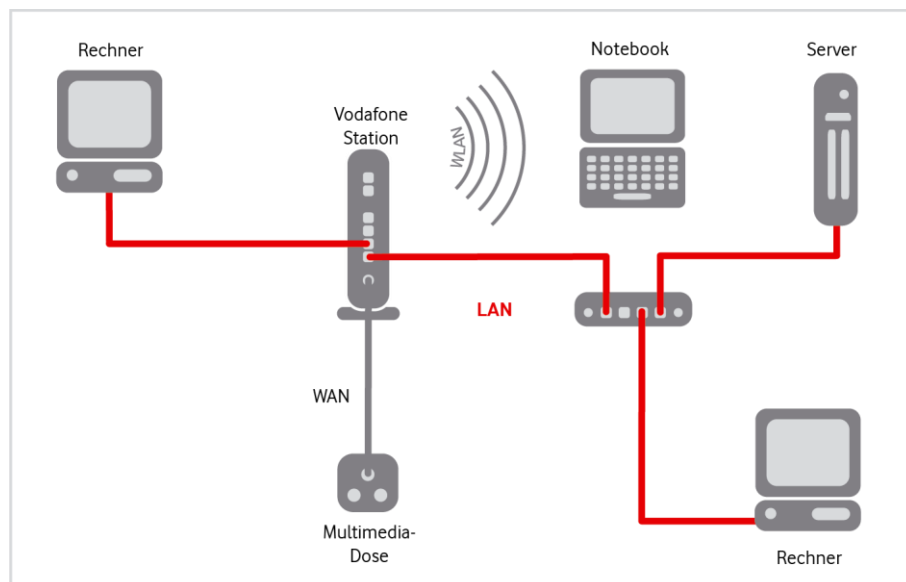 Rechner
Notebook
Server
Vodafone
Station
WLAN
LAN
WAN
Multimedia-
Dose
Rechner